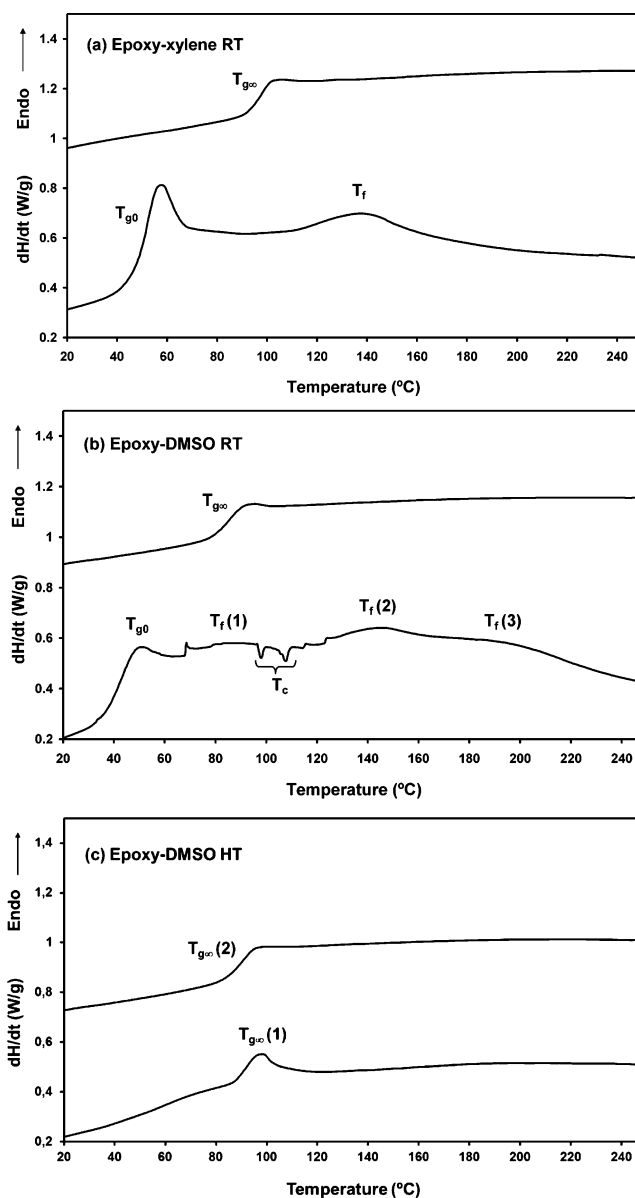 (a) Epoxy-xylene RT
Endo
dH/dt (W/g)
1.4
1.2
1
0.8
0.6
0.4
0.2
Tg∞
Tg0
Tf
20 40 60 80 100 120 140 160 180 200 220 240
Temperature (ºC)
(b) Epoxy-DMSO RT
Endo
dH/dt (W/g)
1.4
1.2
1
0.8
0.6
0.4
0.2
Tg∞
Tg0
Tf (1)
Tf (2)
Tf (3)
Tc
20 40 60 80 100 120 140 160 180 200 220 240
Temperature (ºC)
(c) Epoxy-DMSO HT
Endo
dH/dt (W/g)
1,4
1,2
1
0,8
0,6
0,4
0,2
Tg∞ (2)
Tg∞ (1)
20 40 60 80 100 120 140 160 180 200 220 240
Temperature (ºC)